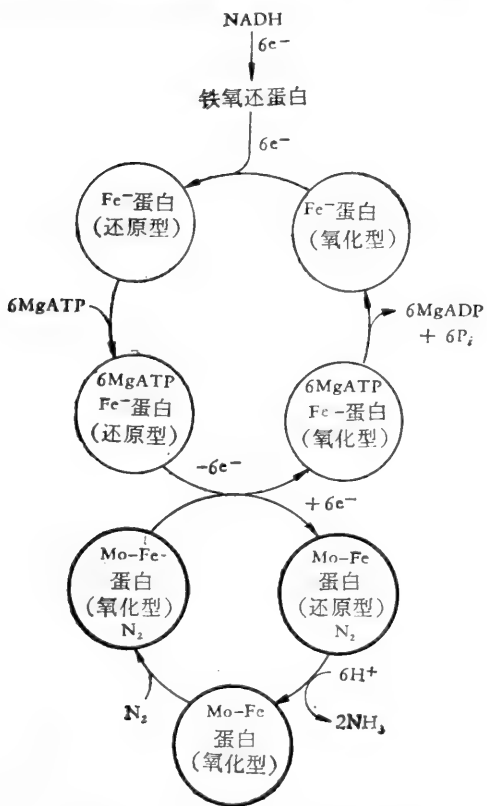 NADH
6e⁻
铁氧还蛋白
6e⁻
Fe⁻蛋白
(还原型)
Fe⁻蛋白
(氧化型)
6MgATP
6MgADP
+ 6Pᵢ
6MgATP
Fe⁻蛋白
(还原型)
6MgATP
Fe-蛋白
(氧化型)
-6e⁻
+6e⁻
Mo-Fe-
蛋白
(氧化型)
N₂
Mo-Fe
蛋白
(还原型)
N₂
6H⁺
N₂
Mo-Fe
蛋白
(氧化型)
2NH₃